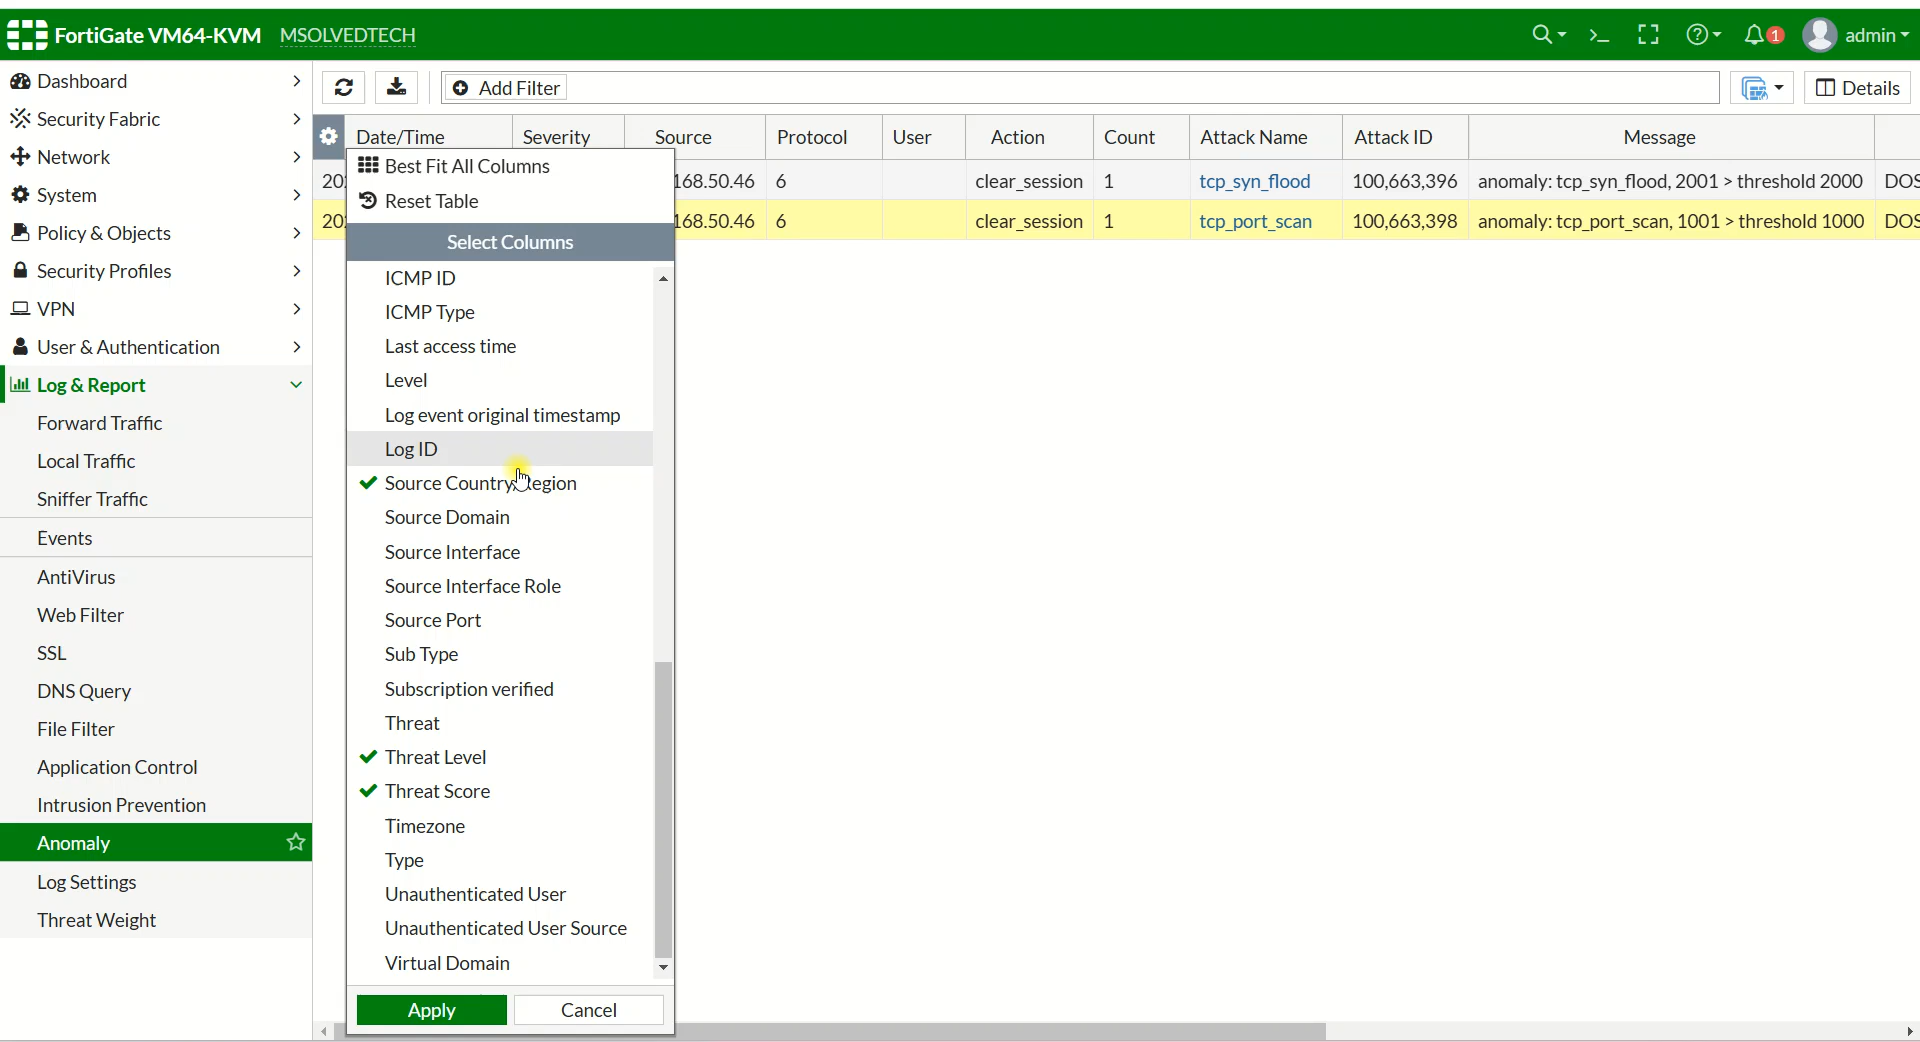 FortiGate VM64-KVM MSOLVEDTECH 1 admin
Dashboard
Security Fabric
Network
System
Policy & Objects
Security Profiles
VPN
User & Authentication
Log & Report
Forward Traffic
Local Traffic
Sniffer Traffic
Events
AntiVirus
Web Filter
SSL
DNS Query
File Filter
Application Control
Intrusion Prevention
Anomaly
Log Settings
Threat Weight
Add Filter Details
Date/Time Severity Source Protocol User Action Count Attack Name Attack ID Message
168.50.46 6 clear_session 1 tcp_syn_flood 100,663,396 anomaly: tcp_syn_flood, 2001 > threshold 2000
168.50.46 6 clear_session 1 tcp_port_scan 100,663,398 anomaly: tcp_port_scan, 1001 > threshold 1000
Best Fit All Columns
Reset Table
Select Columns
ICMP ID
ICMP Type
Last access time
Level
Log event original timestamp
Log ID
Source Country/Region
Source Domain
Source Interface
Source Interface Role
Source Port
Sub Type
Subscription verified
Threat
Threat Level
Threat Score
Timezone
Type
Unauthenticated User
Unauthenticated User Source
Virtual Domain
Apply Cancel